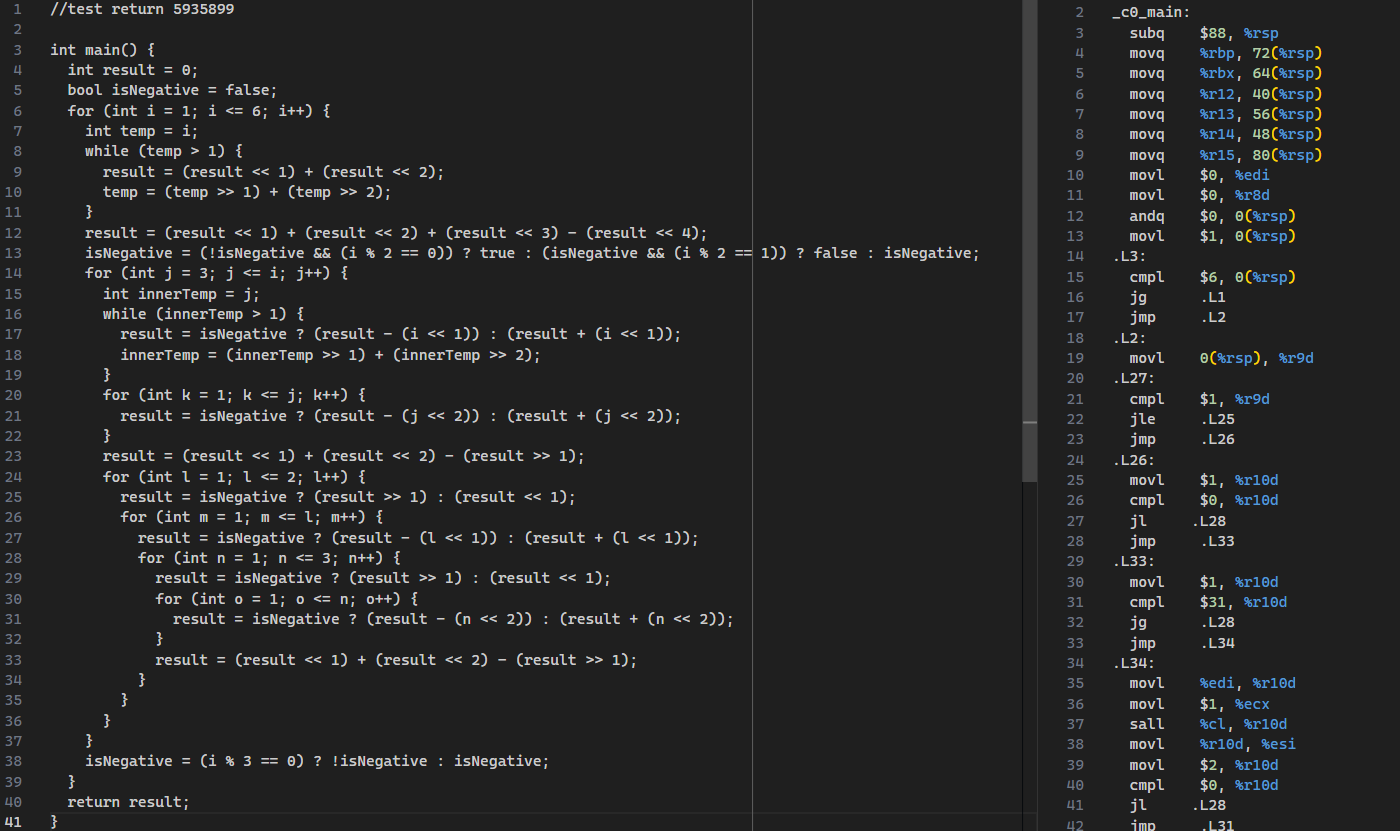 1 //test return 5935899
2
3 int main() {
4   int result = 0;
5   bool isNegative = false;
6   for (int i = 1; i <= 6; i++) {
7     int temp = i;
8     while (temp > 1) {
9       result = (result << 1) + (result << 2);
10       temp = (temp >> 1) + (temp >> 2);
11     }
12     result = (result << 1) + (result << 2) + (result << 3) - (result << 4);
13     isNegative = (!isNegative && (i % 2 == 0)) ? true : (isNegative && (i % 2 == 1)) ? false : isNegative;
14     for (int j = 3; j <= i; j++) {
15       int innerTemp = j;
16       while (innerTemp > 1) {
17         result = isNegative ? (result - (i << 1)) : (result + (i << 1));
18         innerTemp = (innerTemp >> 1) + (innerTemp >> 2);
19       }
20       for (int k = 1; k <= j; k++) {
21         result = isNegative ? (result - (j << 2)) : (result + (j << 2));
22       }
23       result = (result << 1) + (result << 2) - (result >> 1);
24       for (int l = 1; l <= 2; l++) {
25         result = isNegative ? (result >> 1) : (result << 1);
26         for (int m = 1; m <= l; m++) {
27           result = isNegative ? (result - (l << 1)) : (result + (l << 1));
28           for (int n = 1; n <= 3; n++) {
29             result = isNegative ? (result >> 1) : (result << 1);
30             for (int o = 1; o <= n; o++) {
31               result = isNegative ? (result - (n << 2)) : (result + (n << 2));
32             }
33             result = (result << 1) + (result << 2) - (result >> 1);
34           }
35         }
36       }
37     }
38     isNegative = (i % 3 == 0) ? !isNegative : isNegative;
39   }
40   return result;
41 }
2 _c0_main:
3   subq $88, %rsp
4   movq %rbp, 72(%rsp)
5   movq %rbx, 64(%rsp)
6   movq %r12, 40(%rsp)
7   movq %r13, 56(%rsp)
8   movq %r14, 48(%rsp)
9   movq %r15, 80(%rsp)
10   movl $0, %edi
11   movl $0, %r8d
12   andq $0, 0(%rsp)
13   movl $1, 0(%rsp)
14 .L3:
15   cmpl $6, 0(%rsp)
16   jg .L1
17   jmp .L2
18 .L2:
19   movl 0(%rsp), %r9d
20 .L27:
21   cmpl $1, %r9d
22   jle .L25
23   jmp .L26
24 .L26:
25   movl $1, %r10d
26   cmpl $0, %r10d
27   jl .L28
28   jmp .L33
29 .L33:
30   movl $1, %r10d
31   cmpl $31, %r10d
32   jg .L28
33   jmp .L34
34 .L34:
35   movl %edi, %r10d
36   movl $1, %ecx
37   sall %cl, %r10d
38   movl %r10d, %esi
39   movl $2, %r10d
40   cmpl $0, %r10d
41   jl .L28
42   jmp .L31